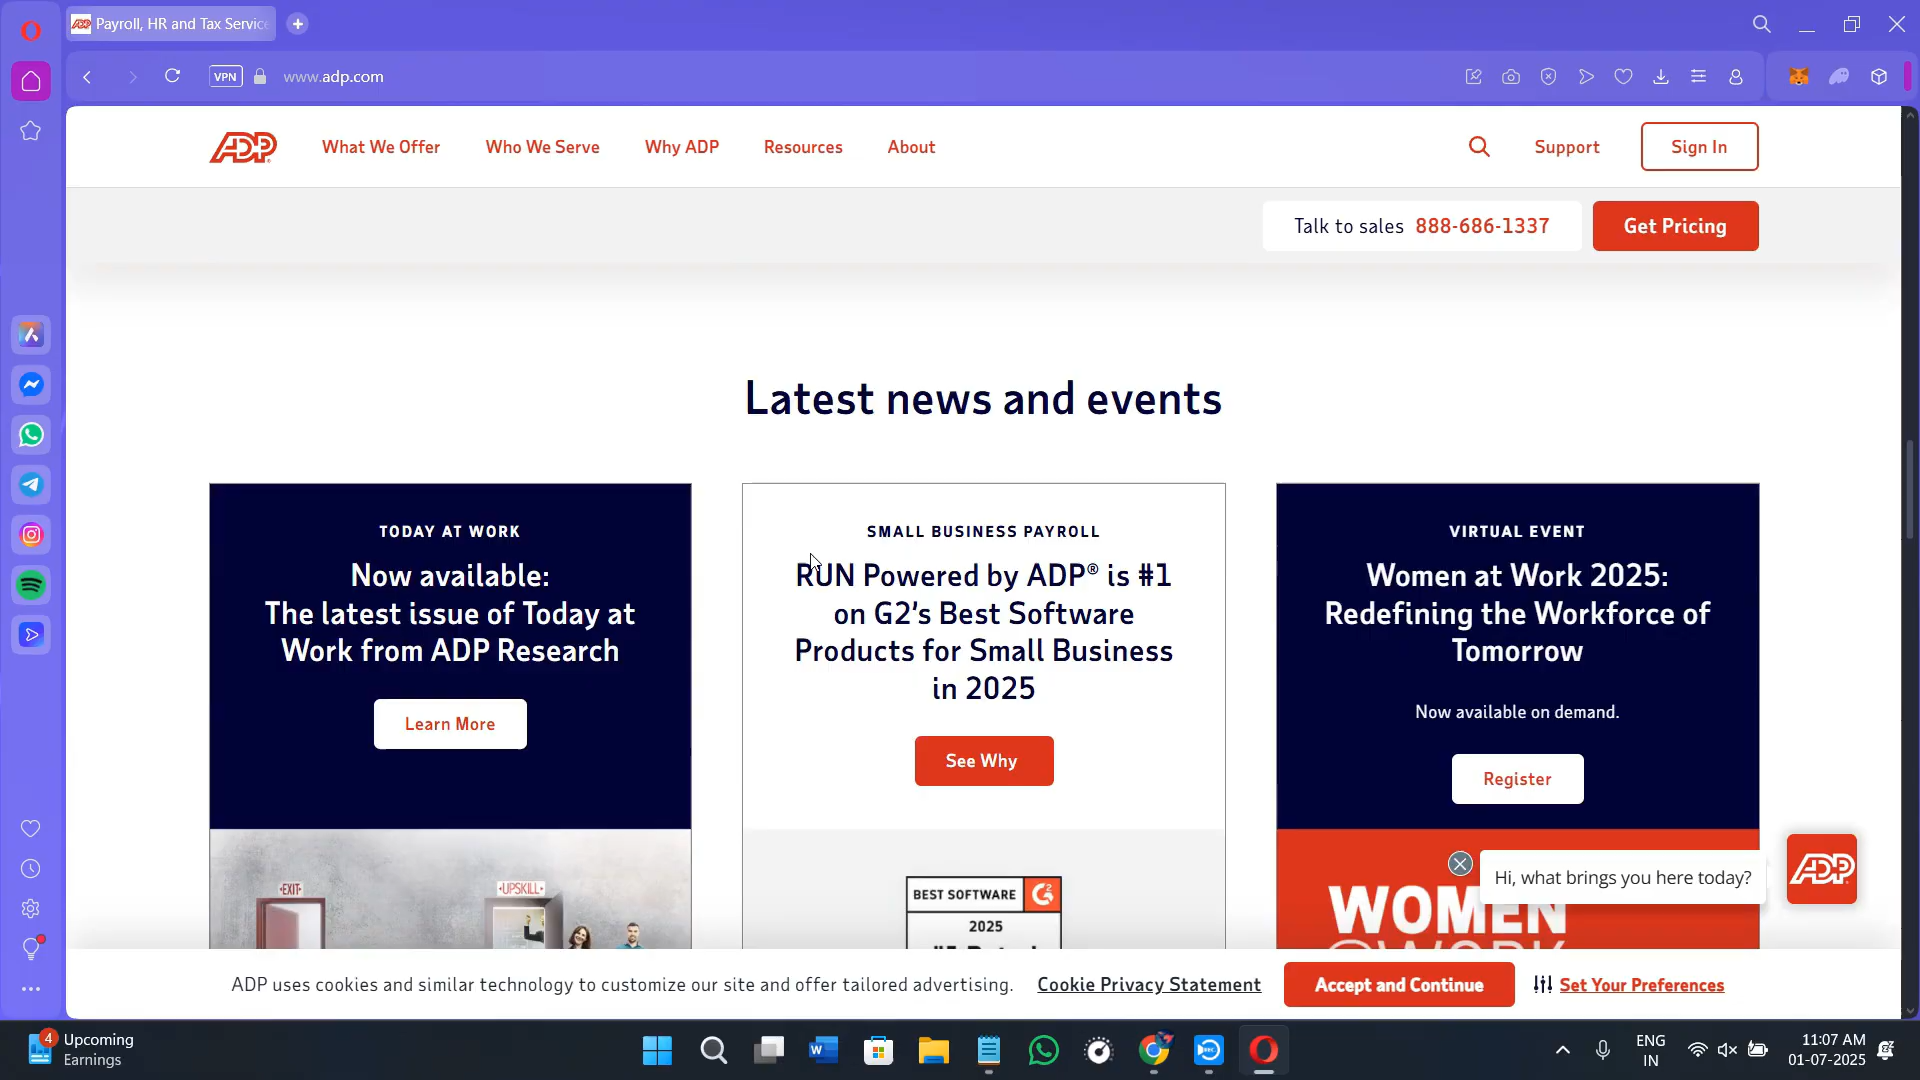 Payroll, HR and Tax Service
VPN
www.adp.com
ADP
What We Offer
Who We Serve
Why ADP
Resources
About
Support
Sign In
Talk to sales 888-686-1337
Get Pricing
Latest news and events
TODAY AT WORK
Now available:
The latest issue of Today at
Work from ADP Research
Learn More
SMALL BUSINESS PAYROLL
RUN Powered by ADP® is #1
on G2's Best Software
Products for Small Business
in 2025
See Why
VIRTUAL EVENT
Women at Work 2025:
Redefining the Workforce of
Tomorrow
Now available on demand.
Register
EXIT
UPSKILL
BEST SOFTWARE
2025
WOMEN
@WORK
Hi, what brings you here today?
ADP
ADP uses cookies and similar technology to customize our site and offer tailored advertising.
Cookie Privacy Statement
Accept and Continue
Set Your Preferences
4
Upcoming
Earnings
ENG
IN
11:07 AM
01-07-2025